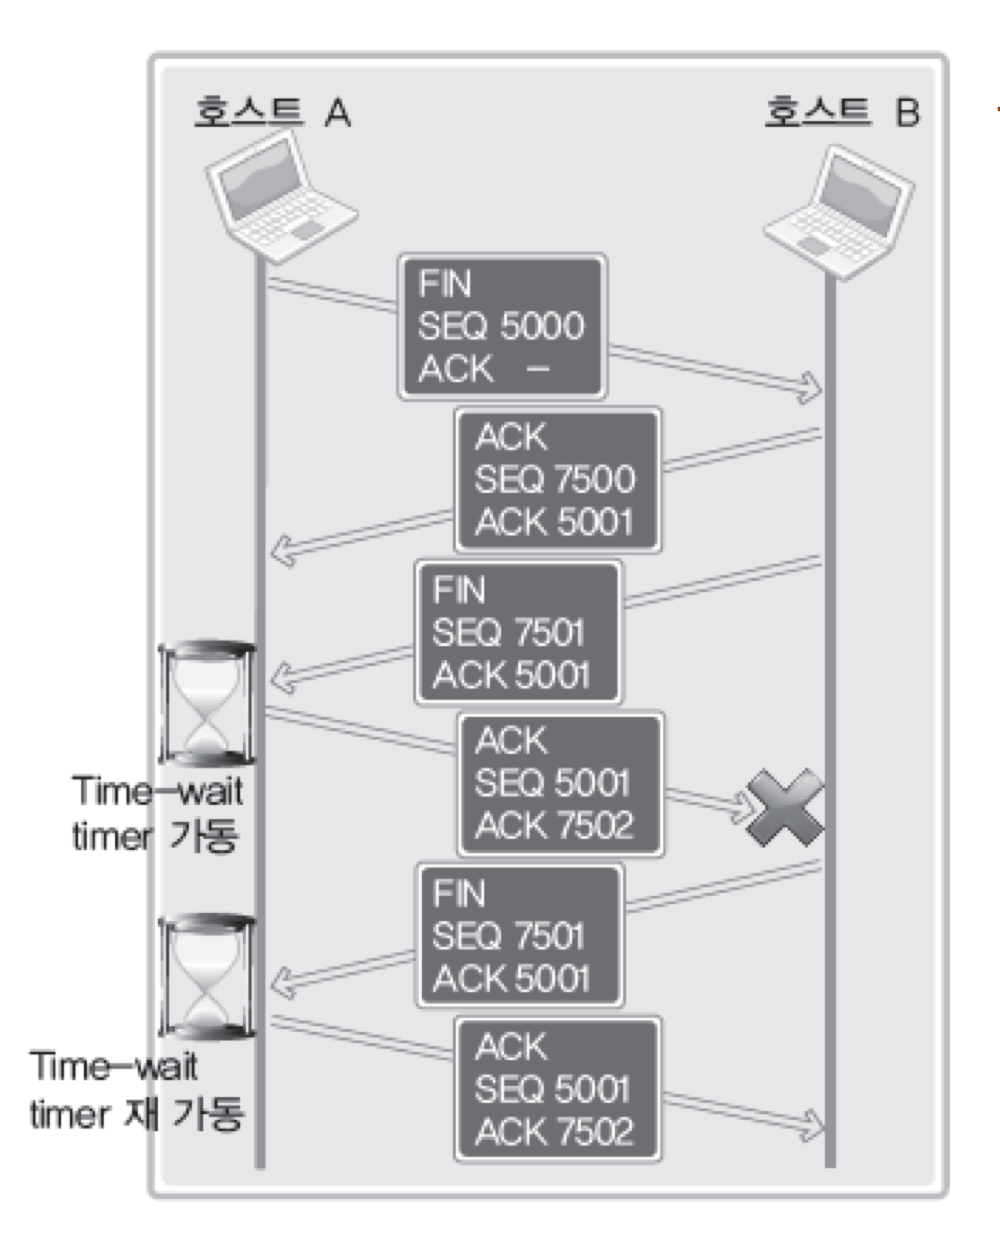 호스트 A
호스트 B
FIN
SEQ 5000
ACK –
ACK
SEQ 7500
ACK 5001
FIN
SEQ 7501
ACK 5001
Time–wait
timer 가동
ACK
SEQ 5001
ACK 7502
FIN
SEQ 7501
ACK 5001
Time–wait
timer 재 가동
ACK
SEQ 5001
ACK 7502